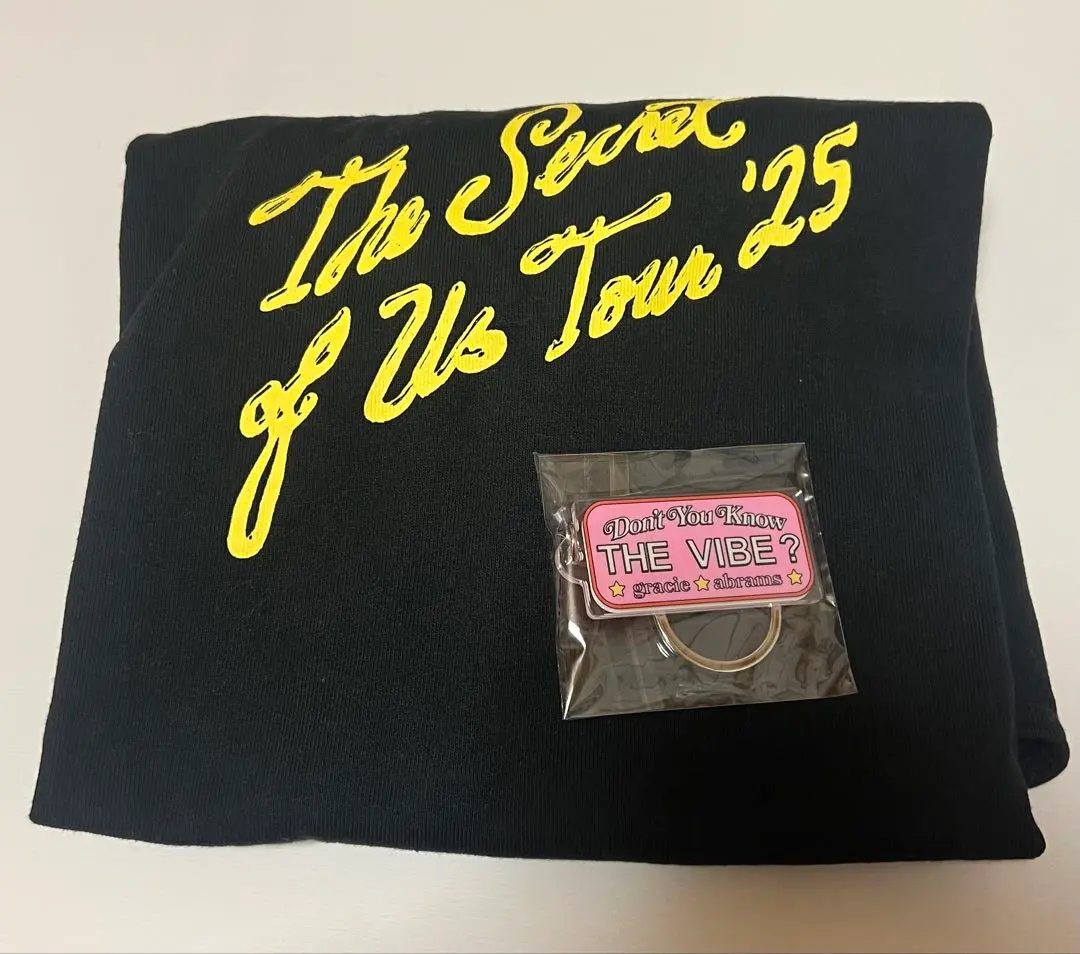 The Secret
of Us Tour '25
Don't You Know
THE VIBE?
gracie abrams